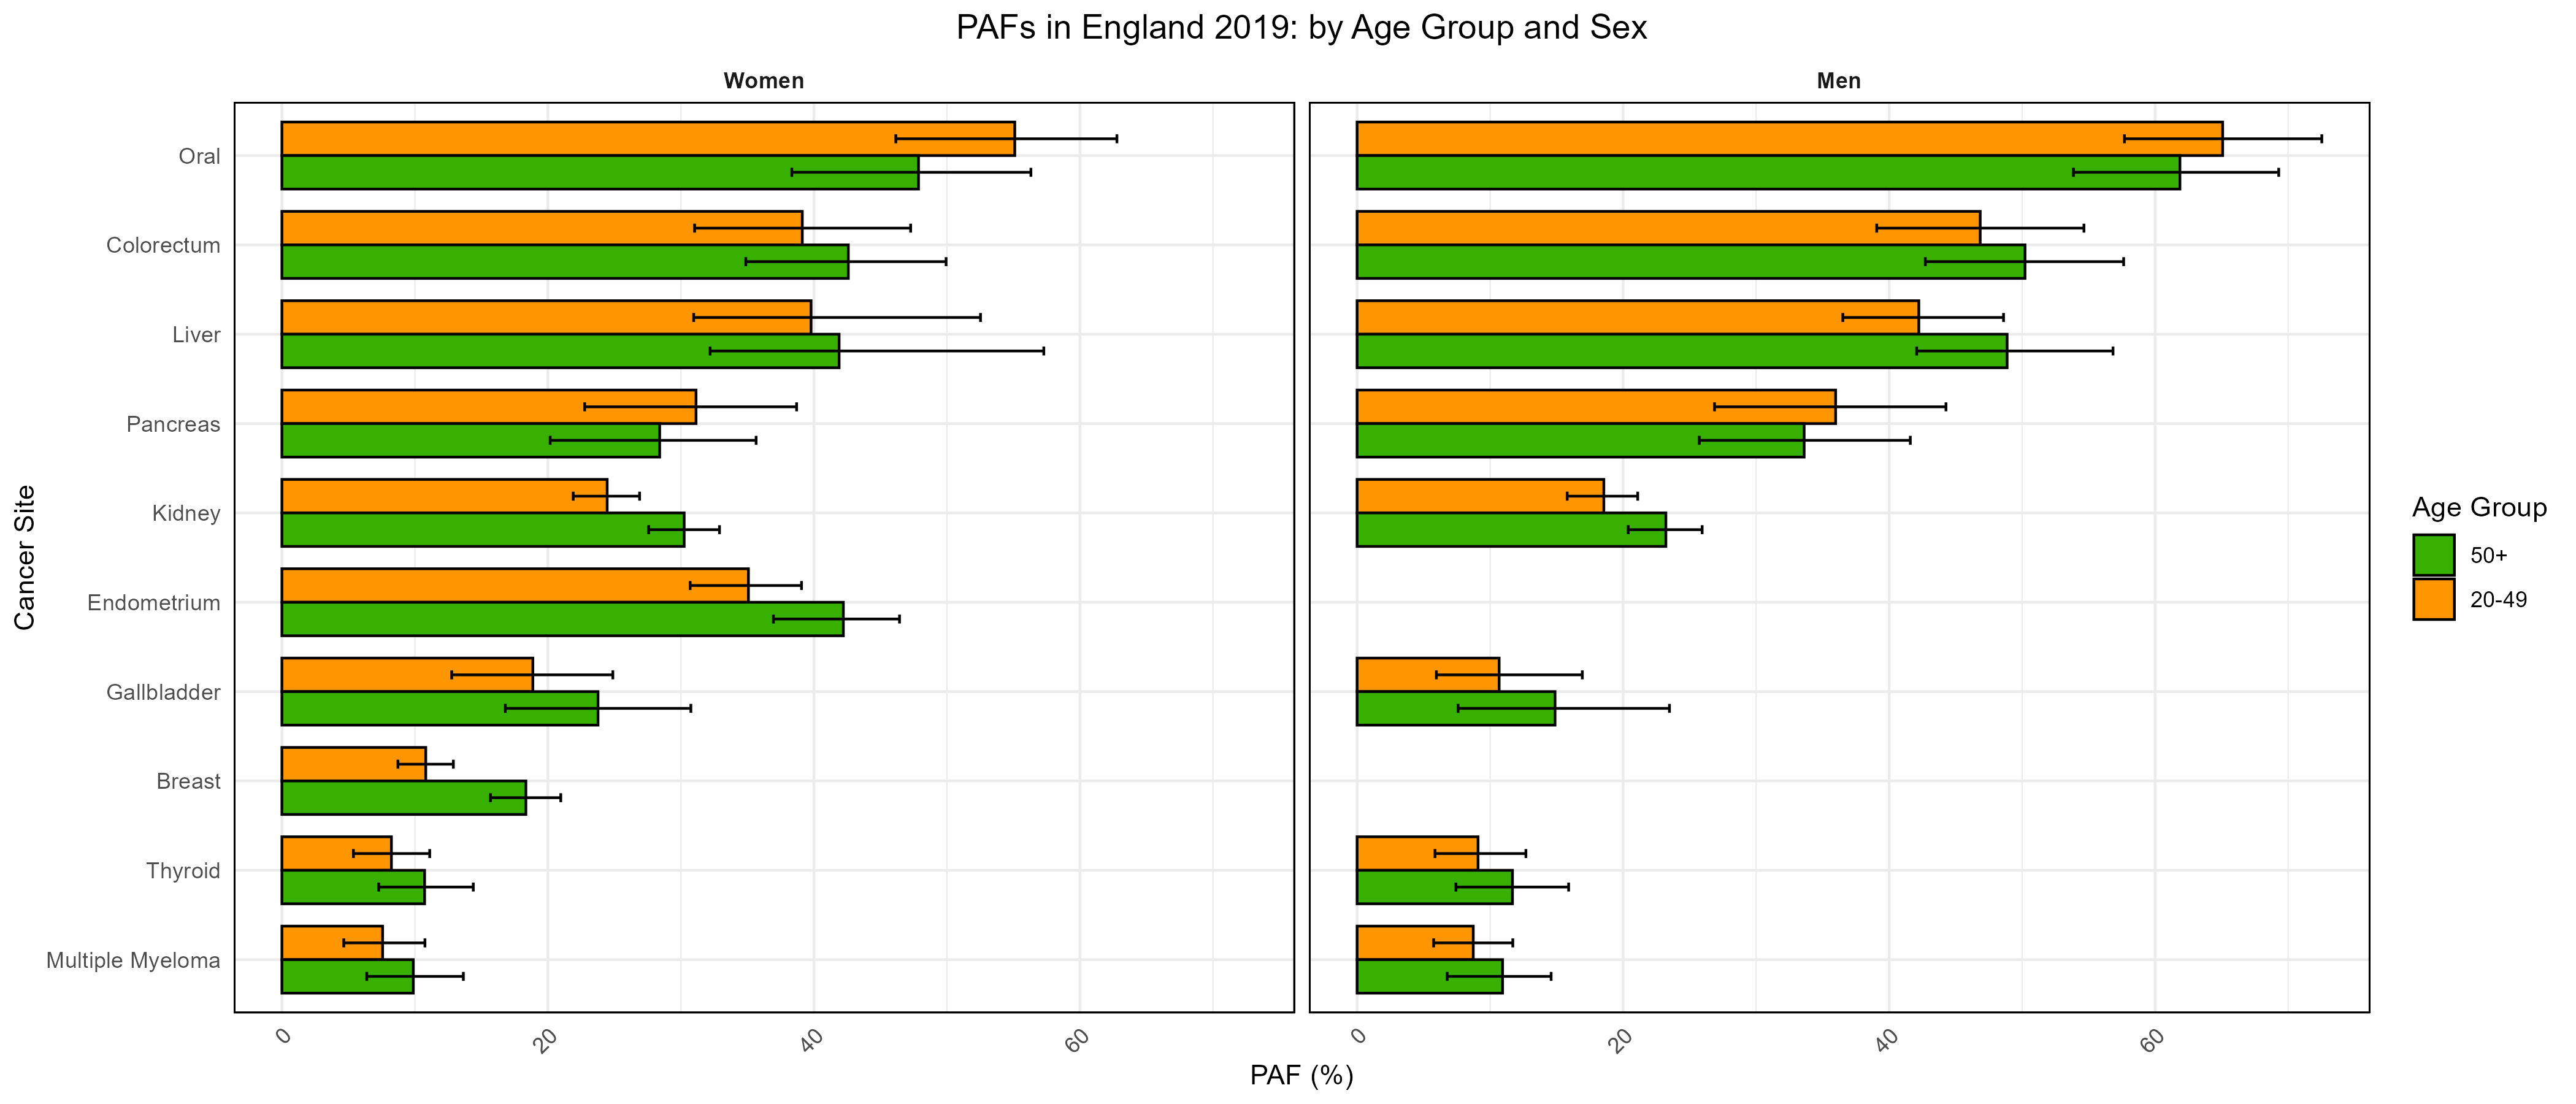 PAFs in England 2019: by Age Group and Sex
Women
Men
Cancer Site
Oral
Colorectum
Liver
Pancreas
Kidney
Endometrium
Gallbladder
Breast
Thyroid
Multiple Myeloma
0
20
40
60
0
20
40
60
PAF (%)
Age Group
50+
20-49